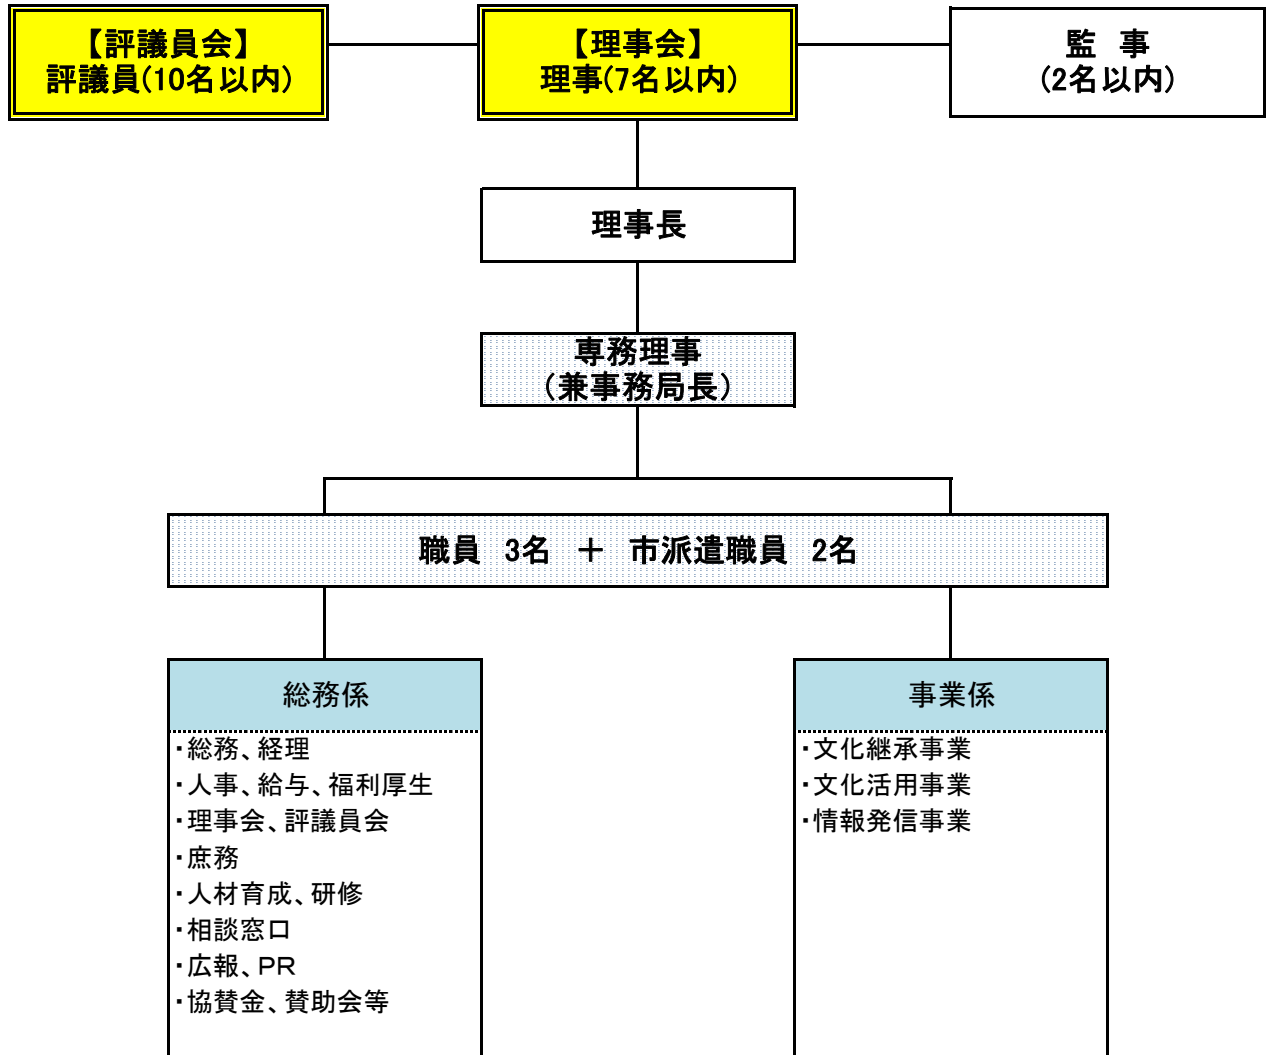 【評議員会】
評議員(10名以内)
【理事会】
理事(7名以内)
監　事
(2名以内)
理事長
専務理事
(兼事務局長)
職員　3名　＋　市派遣職員　2名
総務係
・総務、経理
・人事、給与、福利厚生
・理事会、評議員会
・庶務
・人材育成、研修
・相談窓口
・広報、PR
・協賛金、賛助会等
事業係
・文化継承事業
・文化活用事業
・情報発信事業